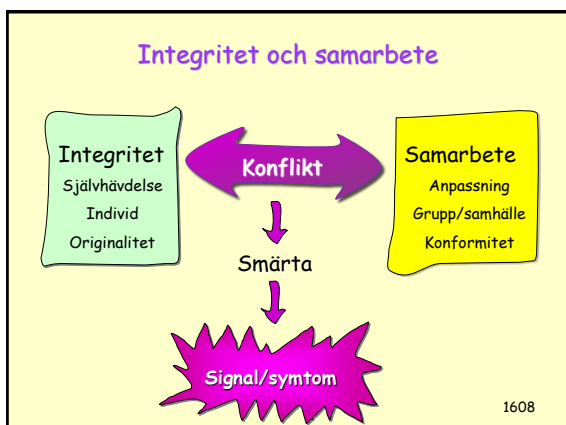 Integritet och samarbete
Integritet
Självhävdelse
Individ
Originalitet
Konflikt
Samarbete
Anpassning
Grupp/samhälle
Konformitet
Smärta
Signal/symtom
1608